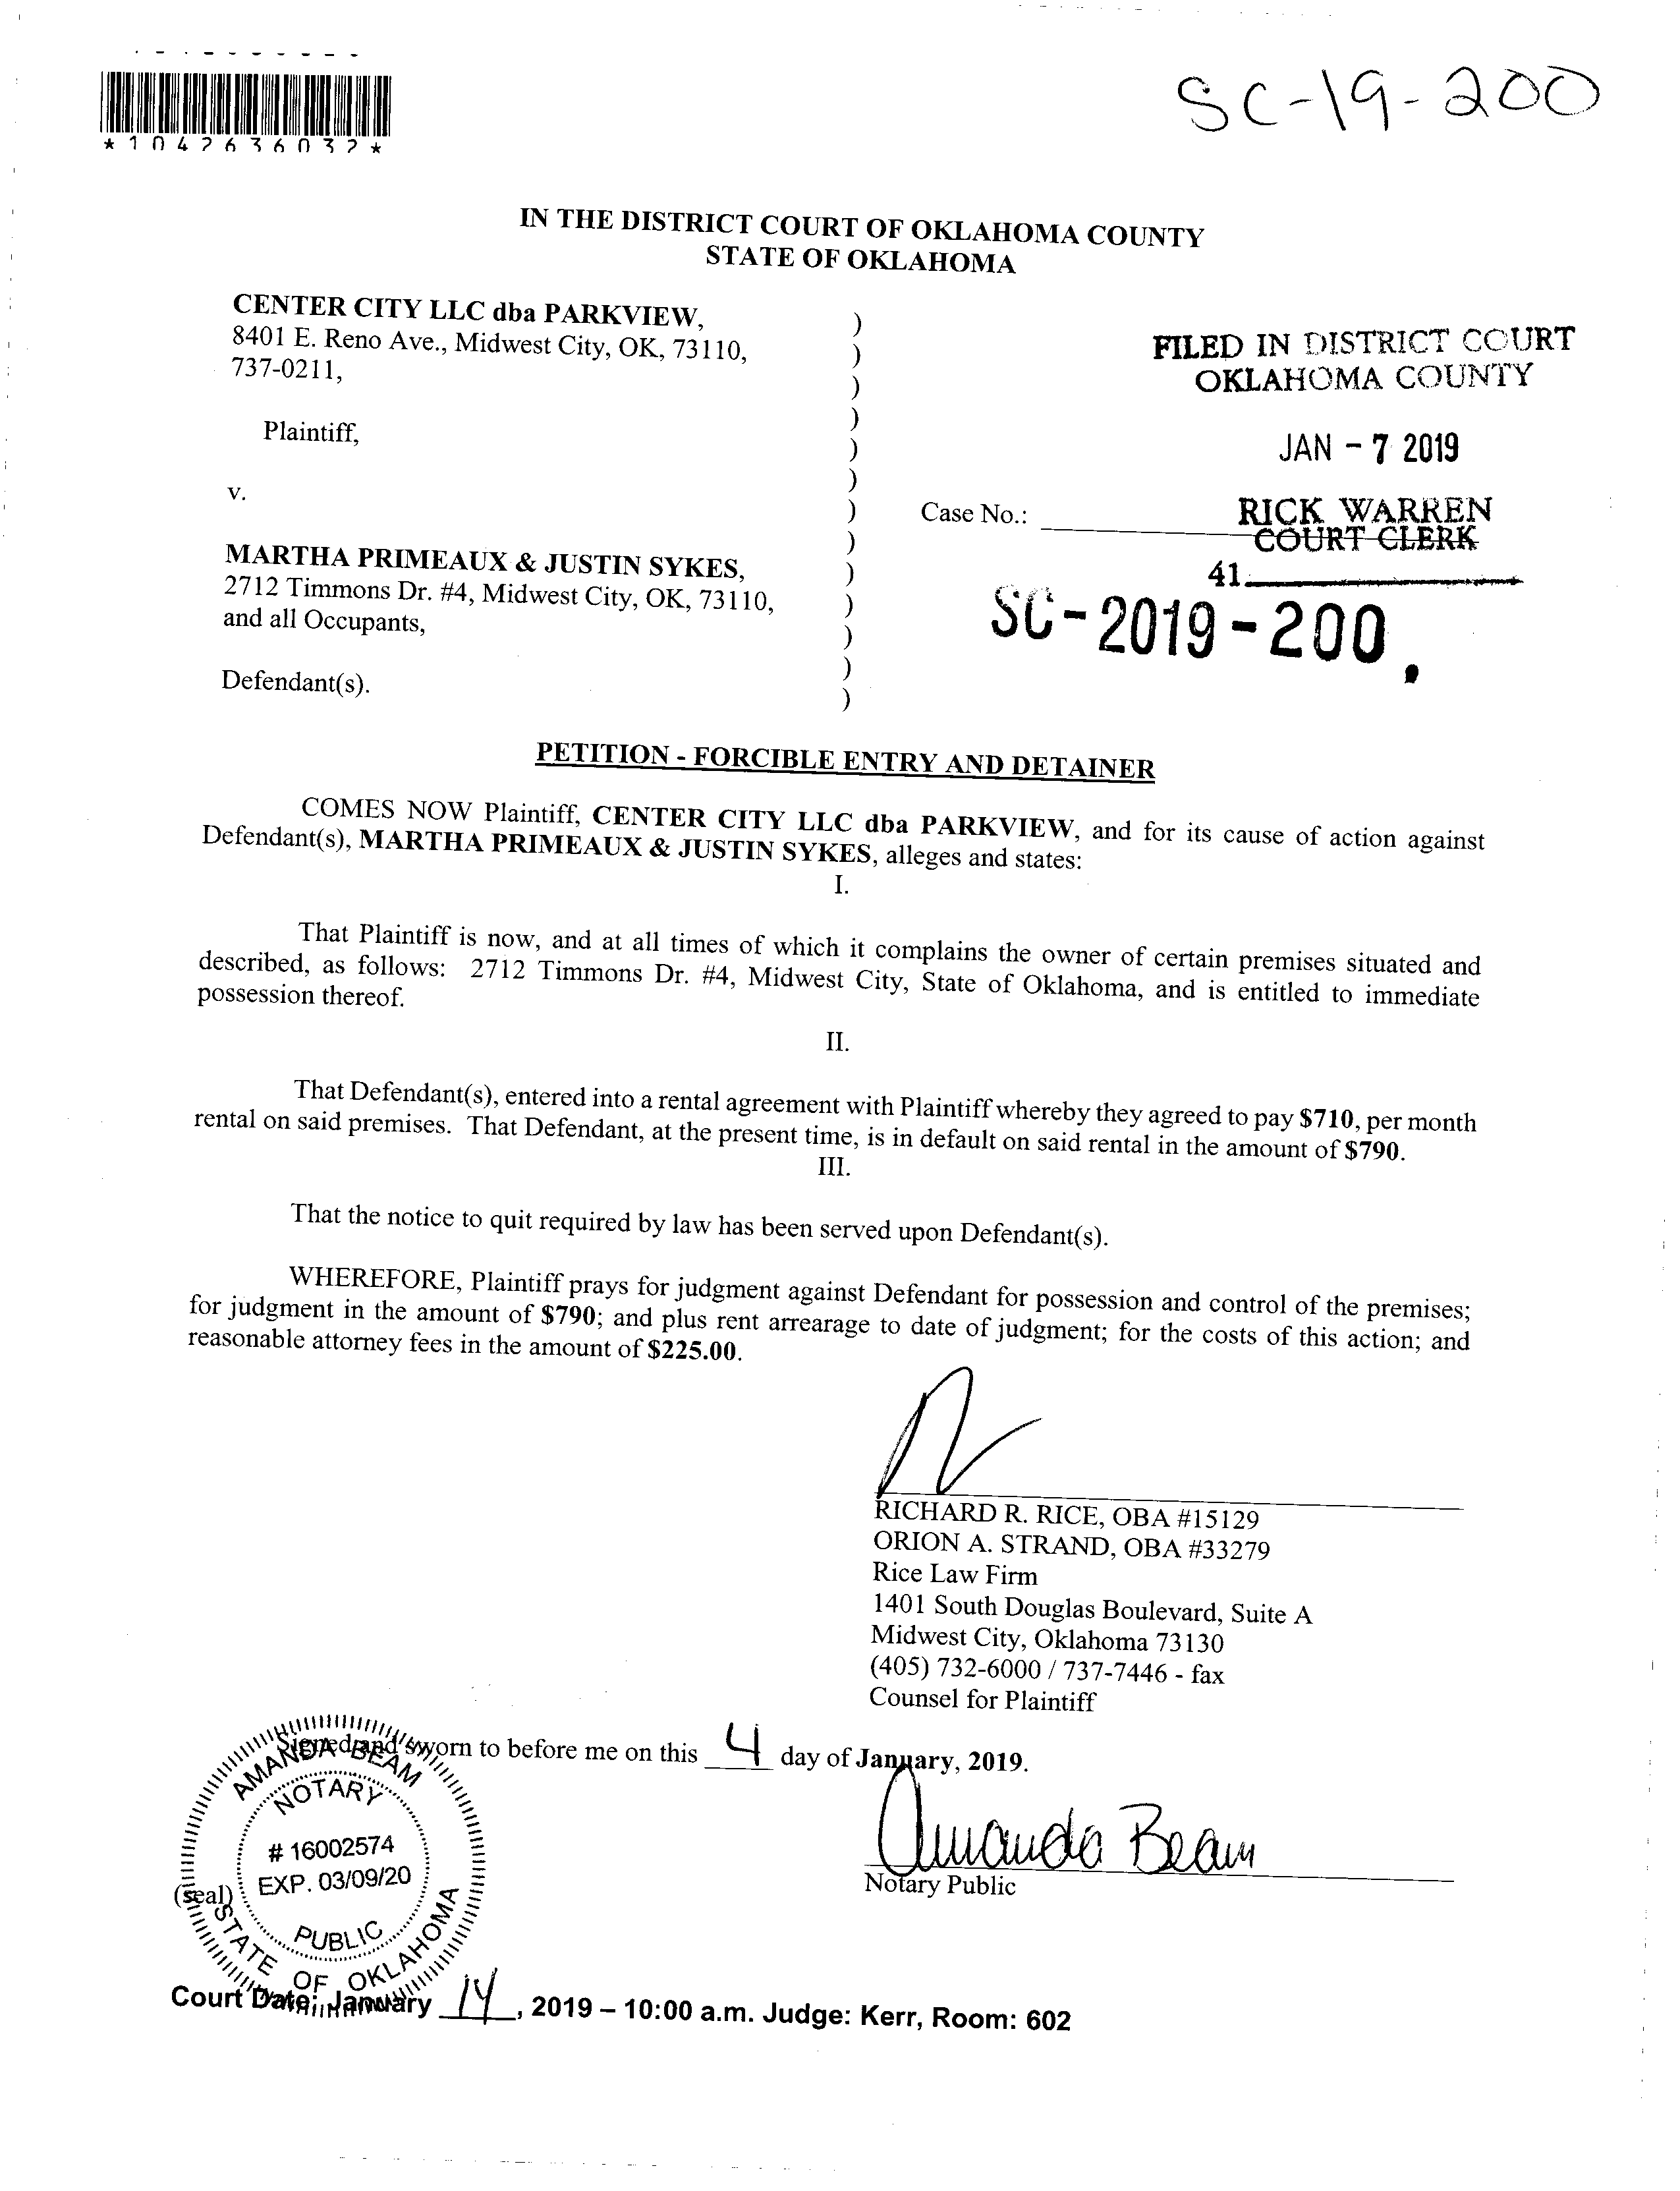 SC-19-200
*1042636032*
IN THE DISTRICT COURT OF OKLAHOMA COUNTY
STATE OF OKLAHOMA
CENTER CITY LLC dba PARKVIEW,
8401 E. Reno Ave., Midwest City, OK, 73110,
737-0211,
Plaintiff,
v.
MARTHA PRIMEAUX & JUSTIN SYKES,
2712 Timmons Dr. #4, Midwest City, OK, 73110,
and all Occupants,
Defendant(s).
)
)
)
)
)
)
)
)
)
)
)
)
)
FILED IN DISTRICT COURT
OKLAHOMA COUNTY
JAN - 7 2019
Case No.: RICK WARREN
COURT CLERK
41
SC-2019-200
PETITION - FORCIBLE ENTRY AND DETAINER
COMES NOW Plaintiff, CENTER CITY LLC dba PARKVIEW, and for its cause of action against
Defendant(s), MARTHA PRIMEAUX & JUSTIN SYKES, alleges and states:
I.
That Plaintiff is now, and at all times of which it complains the owner of certain premises situated and
described, as follows: 2712 Timmons Dr. #4, Midwest City, State of Oklahoma, and is entitled to immediate
possession thereof.
II.
That Defendant(s), entered into a rental agreement with Plaintiff whereby they agreed to pay $710, per month
rental on said premises. That Defendant, at the present time, is in default on said rental in the amount of $790.
III.
That the notice to quit required by law has been served upon Defendant(s).
WHEREFORE, Plaintiff prays for judgment against Defendant for possession and control of the premises;
for judgment in the amount of $790; and plus rent arrearage to date of judgment; for the costs of this action; and
reasonable attorney fees in the amount of $225.00.
RICHARD R. RICE, OBA #15129
ORION A. STRAND, OBA #33279
Rice Law Firm
1401 South Douglas Boulevard, Suite A
Midwest City, Oklahoma 73130
(405) 732-6000 / 737-7446 - fax
Counsel for Plaintiff
Signed and sworn to before me on this 4 day of January, 2019.
Amanda Beam
Notary Public
AMANDA BEAM
NOTARY
# 16002574
EXP. 03/09/20
(seal)
PUBLIC
STATE OF OKLAHOMA
Court Date: January 14, 2019 – 10:00 a.m. Judge: Kerr, Room: 602